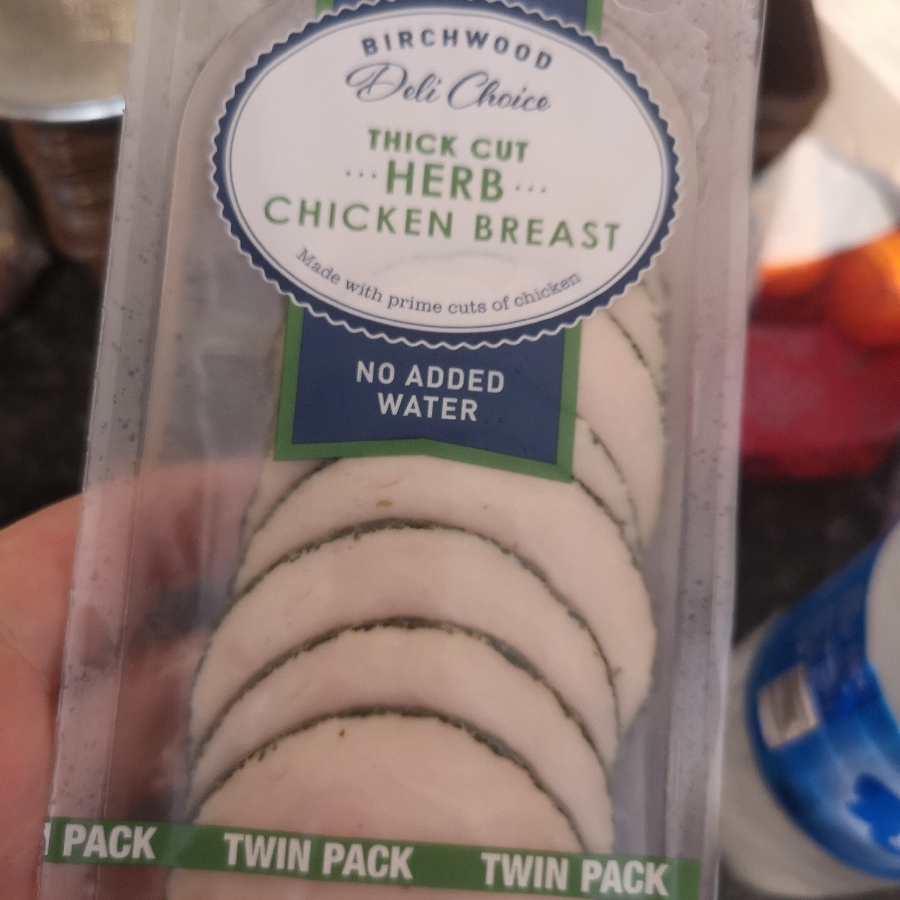 BIRCHWOOD
Deli Choice
THICK CUT
···HERB···
CHICKEN BREAST
Made with prime cuts of chicken
NO ADDED
WATER
PACK TWIN PACK TWIN PACK